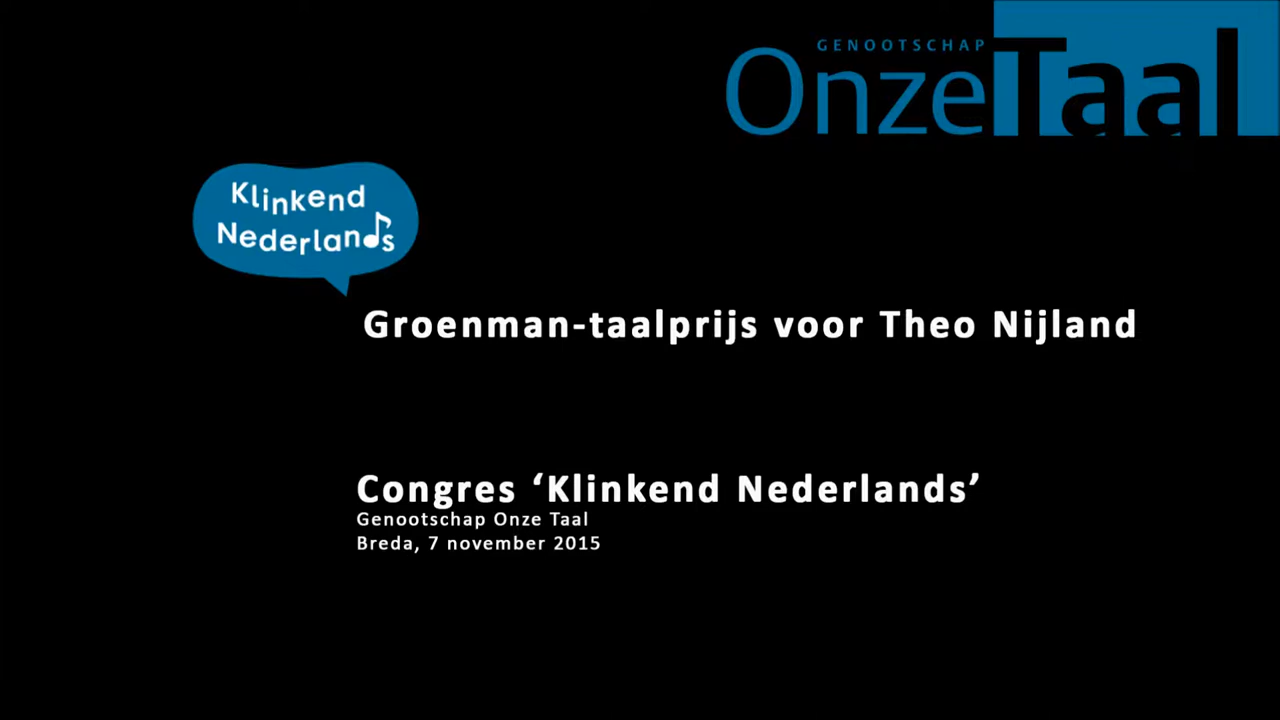 GENOOTSCHAP
OnzeTaal
Klinkend
Nederlands
Groenman-taalprijs voor Theo Nijland
Congres ‘Klinkend Nederlands’
Genootschap Onze Taal
Breda, 7 november 2015